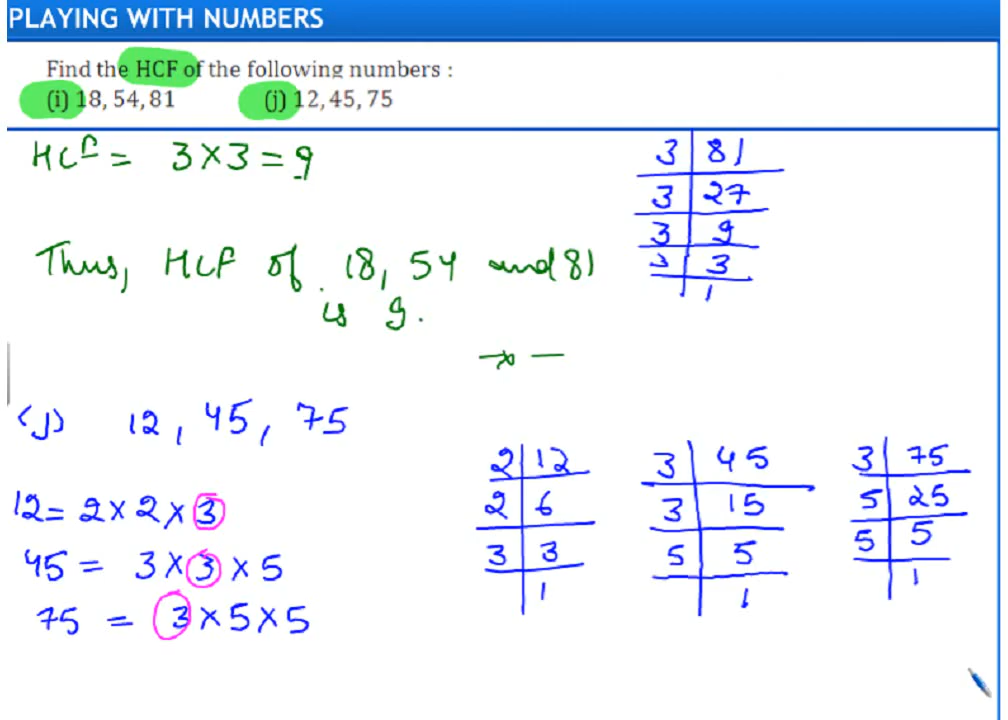 PLAYING WITH NUMBERS
Find the HCF of the following numbers :
(i) 18, 54, 81 (j) 12, 45, 75
HCF = 3 × 3 = 9
3 | 81
3 | 27
3 | 9
3 | 3
1
Thus, HCF of 18, 54 and 81
is 9.
(J) 12, 45, 75
12 = 2 × 2 × 3
45 = 3 × 3 × 5
75 = 3 × 5 × 5
2 | 12
2 | 6
3 | 3
1
3 | 45
3 | 15
5 | 5
1
3 | 75
5 | 25
5 | 5
1